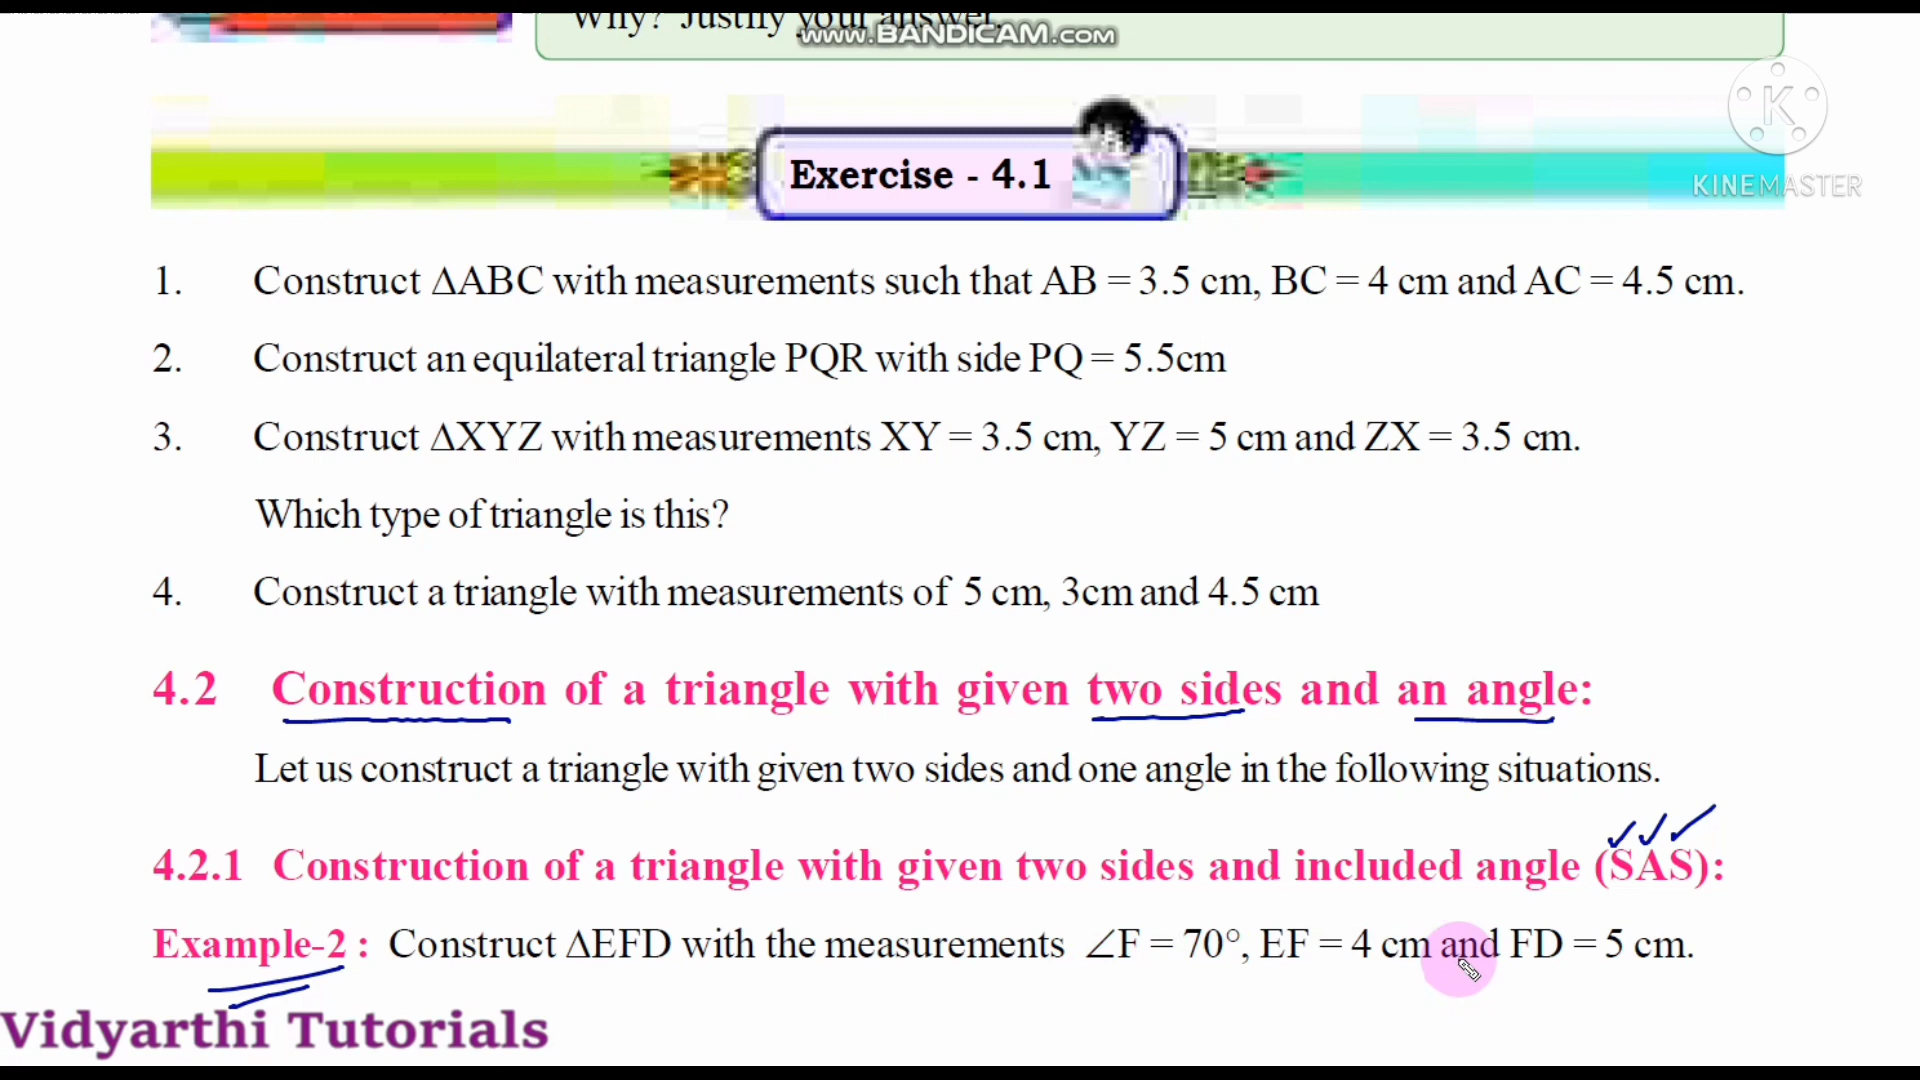 Why? Justify your answer.
www.BANDICAM.com
K
KINEMASTER
Exercise - 4.1
1. Construct ΔABC with measurements such that AB = 3.5 cm, BC = 4 cm and AC = 4.5 cm.
2. Construct an equilateral triangle PQR with side PQ = 5.5cm
3. Construct ΔXYZ with measurements XY = 3.5 cm, YZ = 5 cm and ZX = 3.5 cm.
Which type of triangle is this?
4. Construct a triangle with measurements of 5 cm, 3cm and 4.5 cm
4.2 Construction of a triangle with given two sides and an angle:
Let us construct a triangle with given two sides and one angle in the following situations.
4.2.1 Construction of a triangle with given two sides and included angle (SAS):
Example-2 : Construct ΔEFD with the measurements ∠F = 70°, EF = 4 cm and FD = 5 cm.
Vidyarthi Tutorials